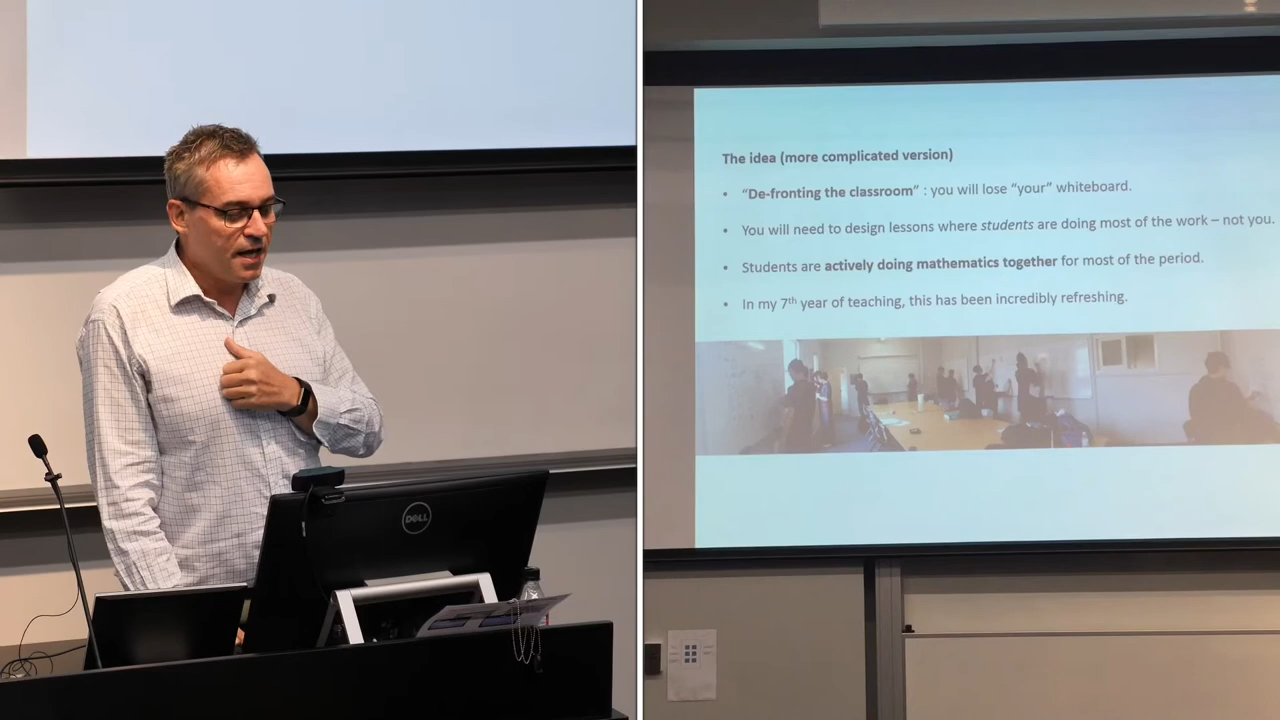 DELL
The idea (more complicated version)
• “De-fronting the classroom” : you will lose “your” whiteboard.
• You will need to design lessons where students are doing most of the work – not you.
• Students are actively doing mathematics together for most of the period.
• In my 7th year of teaching, this has been incredibly refreshing.